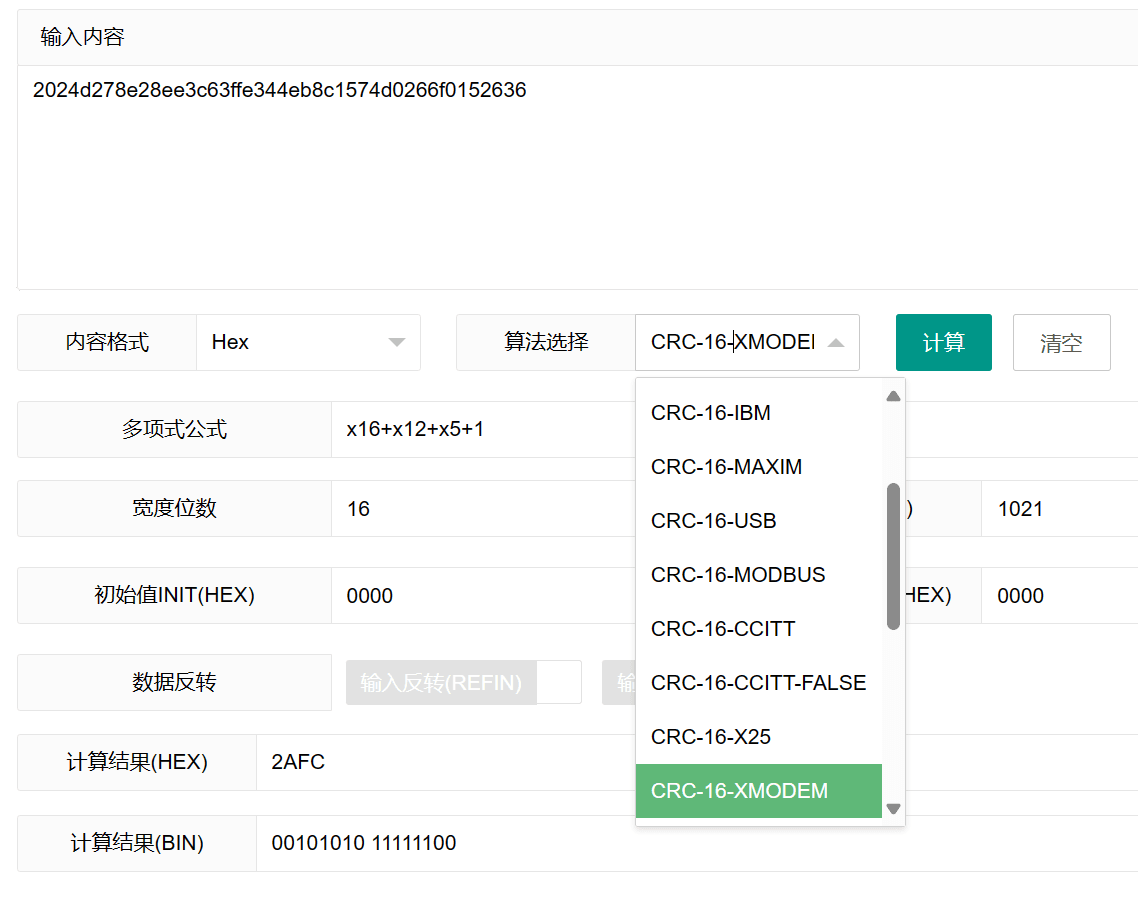 输入内容
2024d278e28ee3c63ffe344eb8c1574d0266f0152636
内容格式 Hex 算法选择 CRC-16-XMODEI 计算 清空
CRC-16-IBM
多项式公式 x16+x12+x5+1
CRC-16-MAXIM
宽度位数 16 CRC-16-USB ) 1021
CRC-16-MODBUS
初始值INIT(HEX) 0000 HEX) 0000
CRC-16-CCITT
数据反转 输入反转(REFIN) 输 CRC-16-CCITT-FALSE
CRC-16-X25
计算结果(HEX) 2AFC
CRC-16-XMODEM
计算结果(BIN) 00101010 11111100